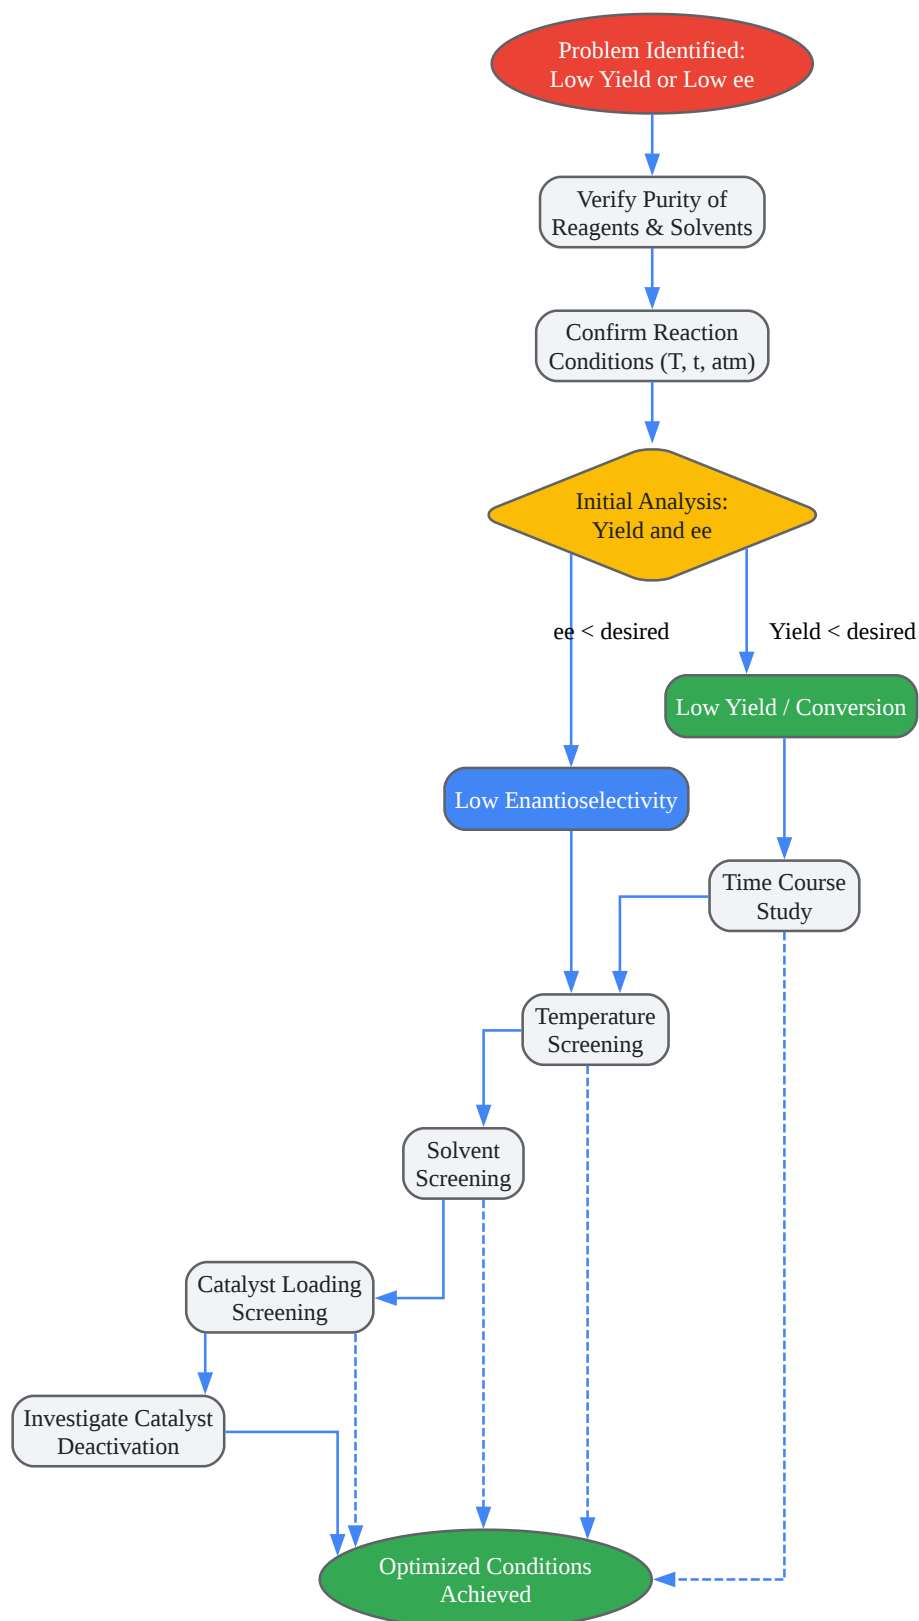 Problem Identified:
Low Yield or Low ee
Verify Purity of
Reagents & Solvents
Confirm Reaction
Conditions (T, t, atm)
Initial Analysis:
Yield and ee
ee < desired
Yield < desired
Low Yield / Conversion
Low Enantioselectivity
Time Course
Study
Temperature
Screening
Solvent
Screening
Catalyst Loading
Screening
Investigate Catalyst
Deactivation
Optimized Conditions
Achieved